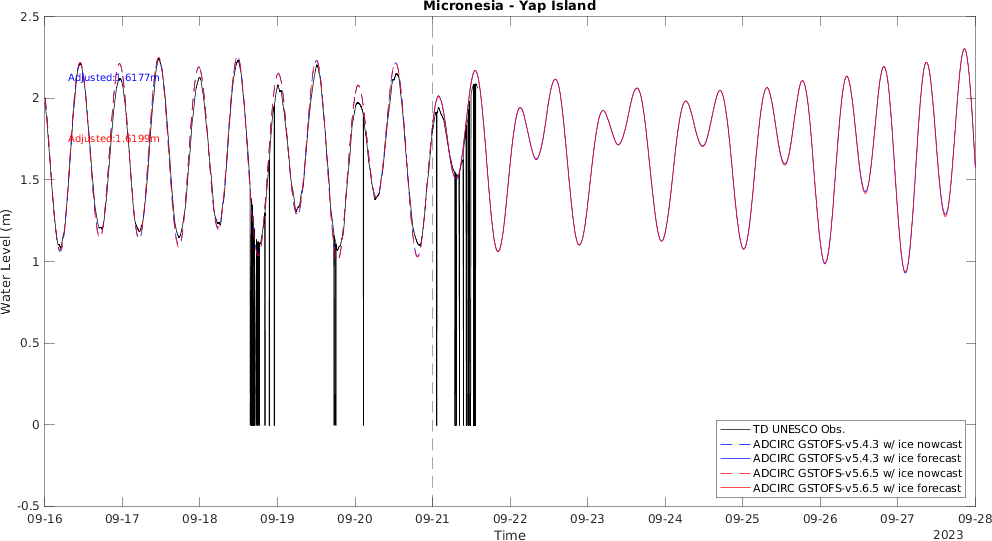 Micronesia - Yap Island
2.5
2
1.5
1
0.5
0
-0.5
Water Level (m)
Adjusted:1.6177m
Adjusted:1.6199m
TD UNESCO Obs.
ADCIRC GSTOFS-v5.4.3 w/ ice nowcast
ADCIRC GSTOFS-v5.4.3 w/ ice forecast
ADCIRC GSTOFS-v5.6.5 w/ ice nowcast
ADCIRC GSTOFS-v5.6.5 w/ ice forecast
09-16 09-17 09-18 09-19 09-20 09-21 09-22 09-23 09-24 09-25 09-26 09-27 09-28
Time
2023